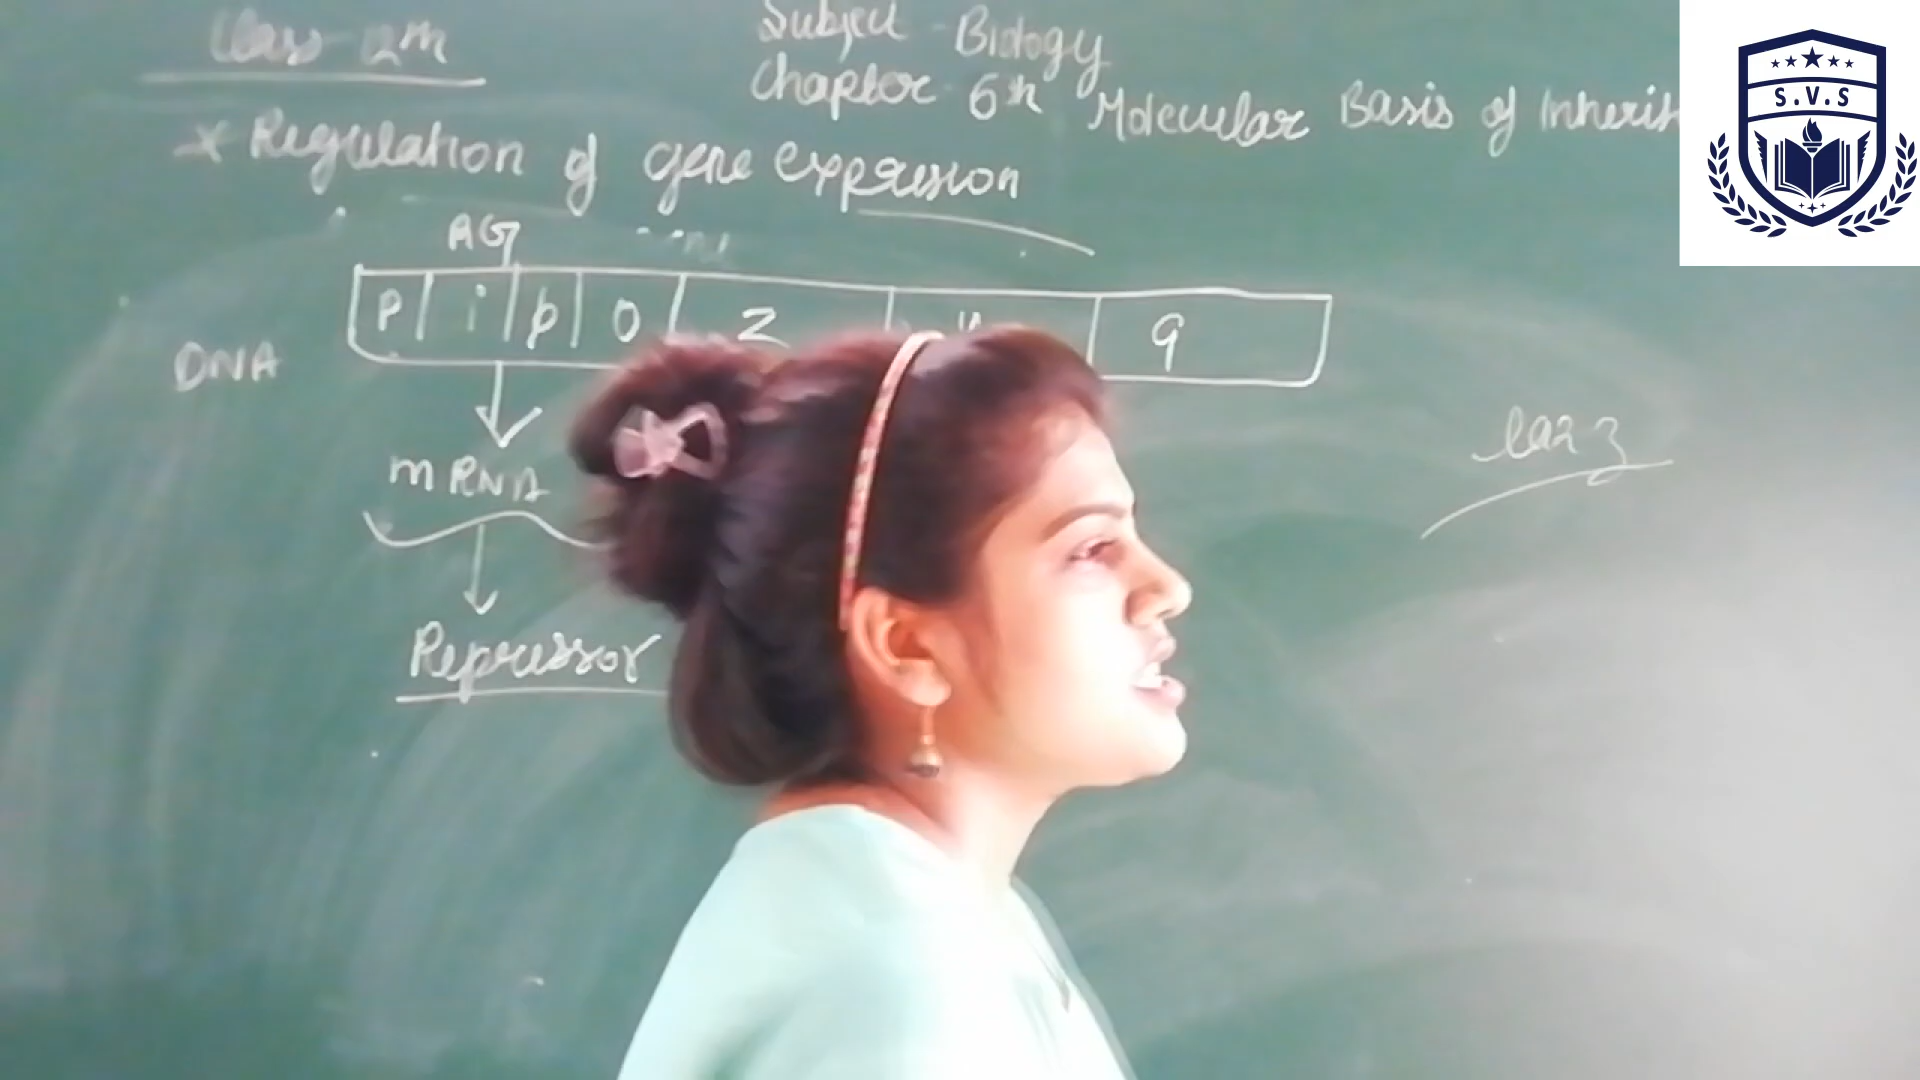 Class - 12th
Subject - Biology
Chapter - 6th Molecular Basis of Inherit
* Regulation of gene expression
AG
P i p o z y a
DNA
mRNA
Repressor
lac z
S.V.S